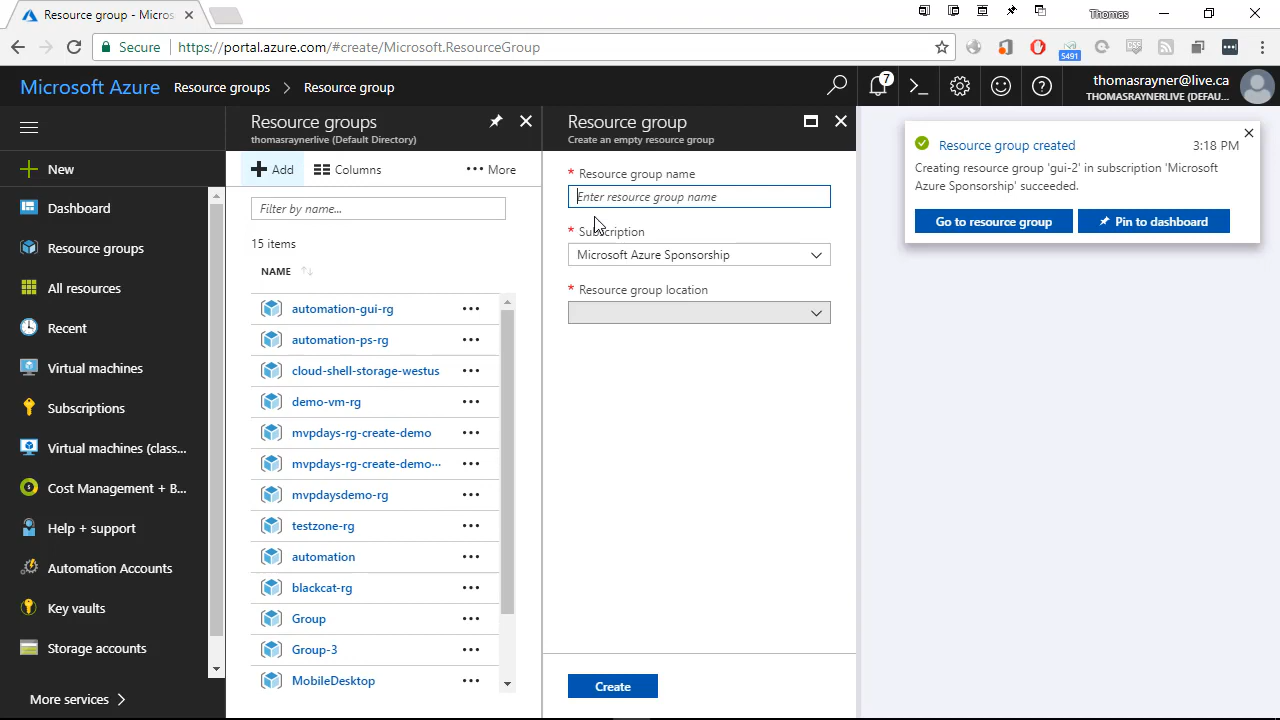 Resource group - Micros
Thomas
Secure
https://portal.azure.com/#create/Microsoft.ResourceGroup
5491
Microsoft Azure
Resource groups
Resource group
7
thomasrayner@live.ca
THOMASRAYNERLIVE (DEFAU...
New
Dashboard
Resource groups
All resources
Recent
Virtual machines
Subscriptions
Virtual machines (class...
Cost Management + B...
Help + support
Automation Accounts
Key vaults
Storage accounts
More services
Resource groups
thomasraynerlive (Default Directory)
Add
Columns
More
Filter by name...
15 items
NAME
automation-gui-rg
automation-ps-rg
cloud-shell-storage-westus
demo-vm-rg
mvpdays-rg-create-demo
mvpdays-rg-create-demo···
mvpdaysdemo-rg
testzone-rg
automation
blackcat-rg
Group
Group-3
MobileDesktop
Resource group
Create an empty resource group
* Resource group name
Enter resource group name
* Subscription
Microsoft Azure Sponsorship
* Resource group location
Create
Resource group created
3:18 PM
Creating resource group 'gui-2' in subscription 'Microsoft
Azure Sponsorship' succeeded.
Go to resource group
Pin to dashboard